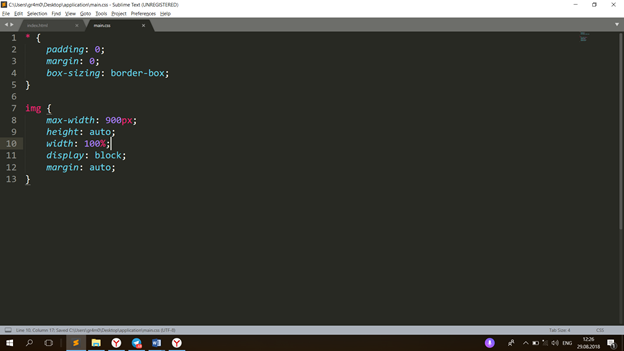 C:\Users\gr4m0\Desktop\application\main.css - Sublime Text (UNREGISTERED)
File Edit Selection Find View Goto Tools Project Preferences Help
index.html main.css
1 * {
2 padding: 0;
3 margin: 0;
4 box-sizing: border-box;
5 }
6
7 img {
8 max-width: 900px;
9 height: auto;
10 width: 100%;
11 display: block;
12 margin: auto;
13 }
Line 10, Column 17; Saved C:\Users\gr4m0\Desktop\application\main.css (UTF-8) Tab Size: 4 CSS
ENG 12:26
29.08.2018